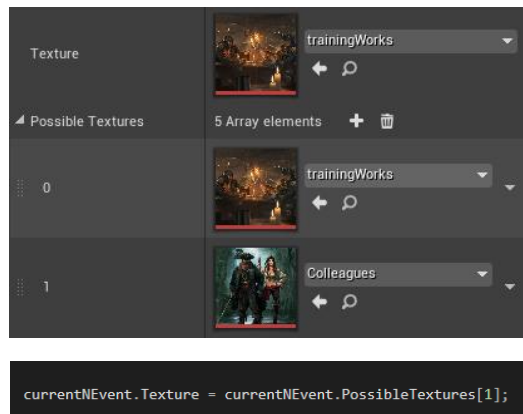 Texture
trainingWorks
Possible Textures
5 Array elements
0
trainingWorks
1
Colleagues
currentNEvent.Texture = currentNEvent.PossibleTextures[1];